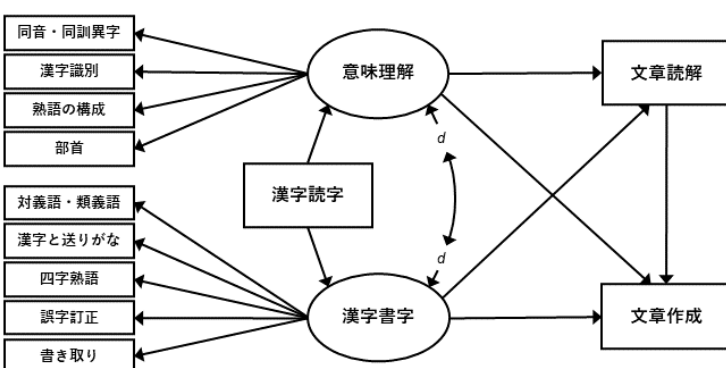 同音・同訓異字
漢字識別
熟語の構成
部首
対義語・類義語
漢字と送りがな
四字熟語
誤字訂正
書き取り
意味理解
漢字読字
漢字書字
d
d
文章読解
文章作成